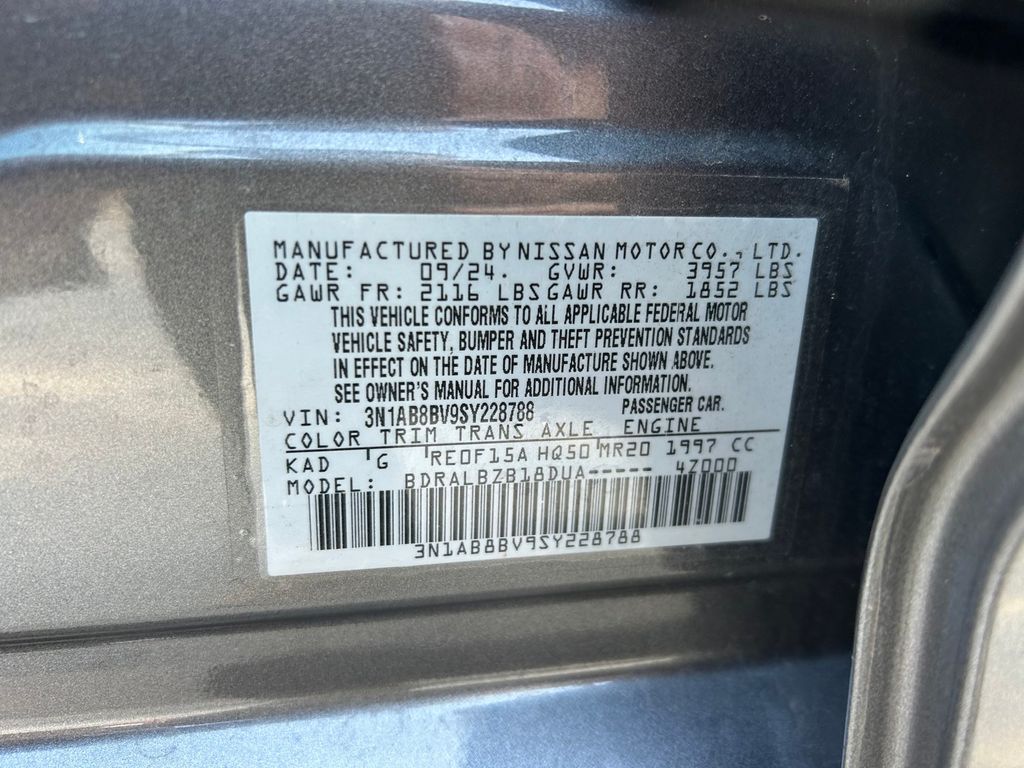 MANUFACTURED BY NISSAN MOTOR CO., LTD.
DATE: 09/24. GVWR: 3957 LBS
GAWR FR: 2116 LBS GAWR RR: 1852 LBS
THIS VEHICLE CONFORMS TO ALL APPLICABLE FEDERAL MOTOR
VEHICLE SAFETY, BUMPER AND THEFT PREVENTION STANDARDS
IN EFFECT ON THE DATE OF MANUFACTURE SHOWN ABOVE.
SEE OWNER'S MANUAL FOR ADDITIONAL INFORMATION.
VIN: 3N1AB8BV9SY228788 PASSENGER CAR.
COLOR TRIM TRANS AXLE ENGINE
KAD G RE0F15A HQ50 MR20 1997 CC
MODEL: BDRALBZB18DUA----- 4Z000
3N1AB8BV9SY228788